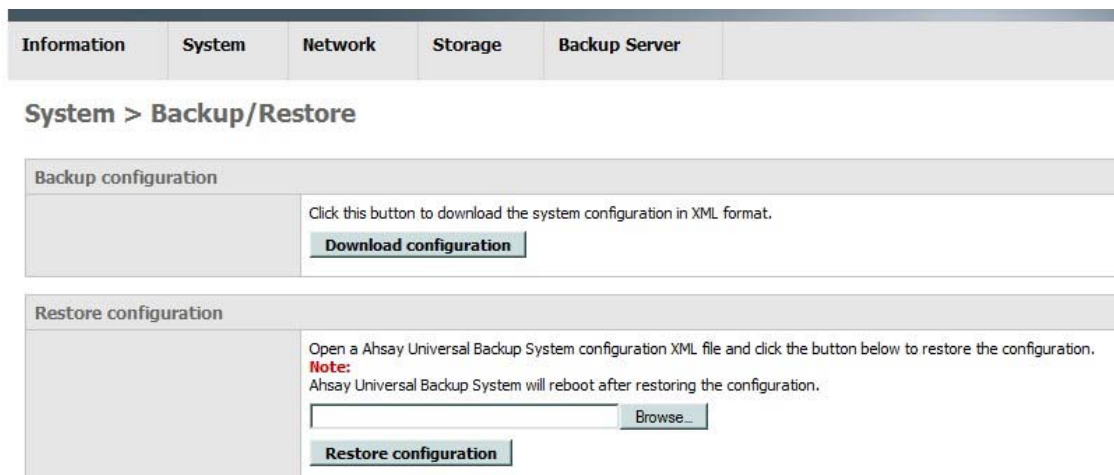 Information System Network Storage Backup Server
System > Backup/Restore
Backup configuration
Click this button to download the system configuration in XML format.
Download configuration
Restore configuration
Open a Ahsay Universal Backup System configuration XML file and click the button below to restore the configuration.
Note:
Ahsay Universal Backup System will reboot after restoring the configuration.
Browse...
Restore configuration